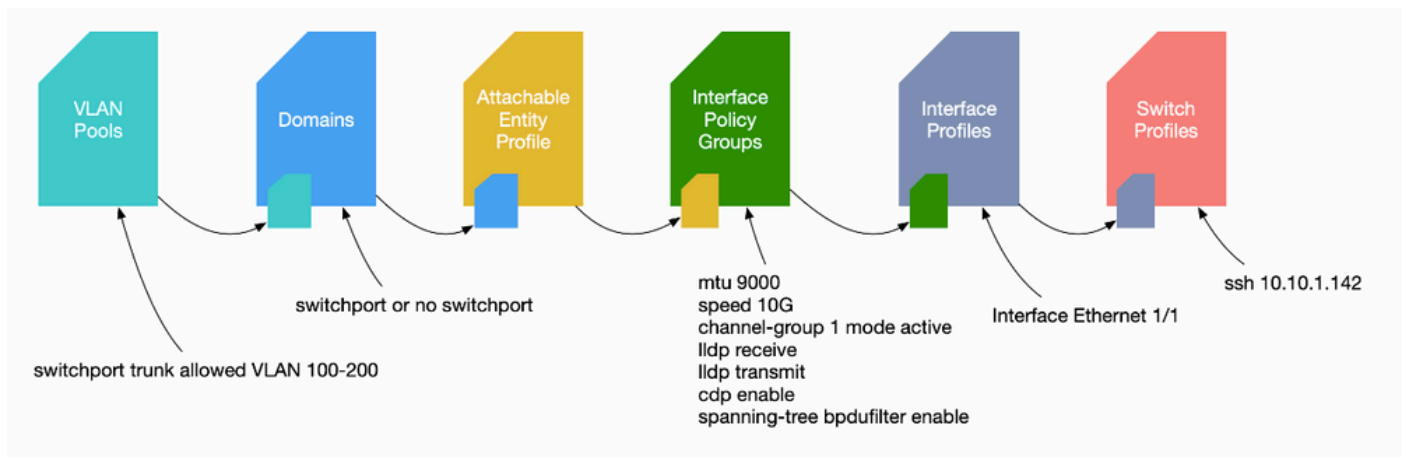 VLAN
Pools
Domains
Attachable
Entity
Profile
Interface
Policy
Groups
Interface
Profiles
Switch
Profiles
switchport trunk allowed VLAN 100-200
switchport or no switchport
mtu 9000
speed 10G
channel-group 1 mode active
lldp receive
lldp transmit
cdp enable
spanning-tree bpdufilter enable
Interface Ethernet 1/1
ssh 10.10.1.142